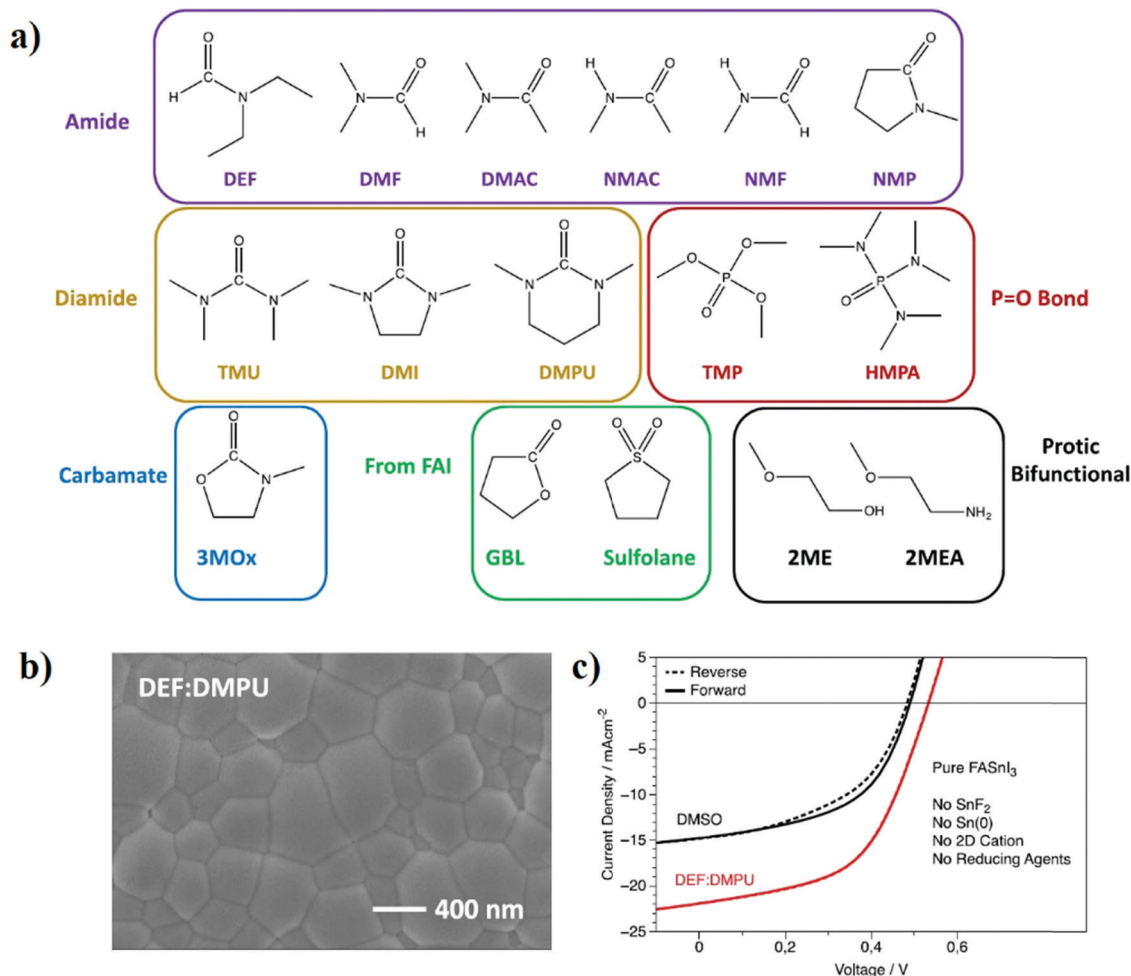 a)
O
H
N
O
N
H
O
N
H
O
N
H
O
N
H
O
N
Amide
DEF DMF DMAC NMAC NMF NMP
O
N N
O
N N
O
N N
O
O
P
O
O
N
N
P
O
N
Diamide
P=O Bond
TMU DMI DMPU TMP HMPA
O
O N
O
O
O O
S
O
OH
O
NH2
Carbamate
From FAI
Protic
Bifunctional
3MOx GBL Sulfolane 2ME 2MEA
b)
DEF:DMPU
400 nm
c)
Reverse
Forward
Pure FASnI3
No SnF2
No Sn(0)
No 2D Cation
No Reducing Agents
DMSO
DEF:DMPU
5
0
−5
−10
−15
−20
−25
Current Density / mAcm−2
0 0,2 0,4 0,6
Voltage / V